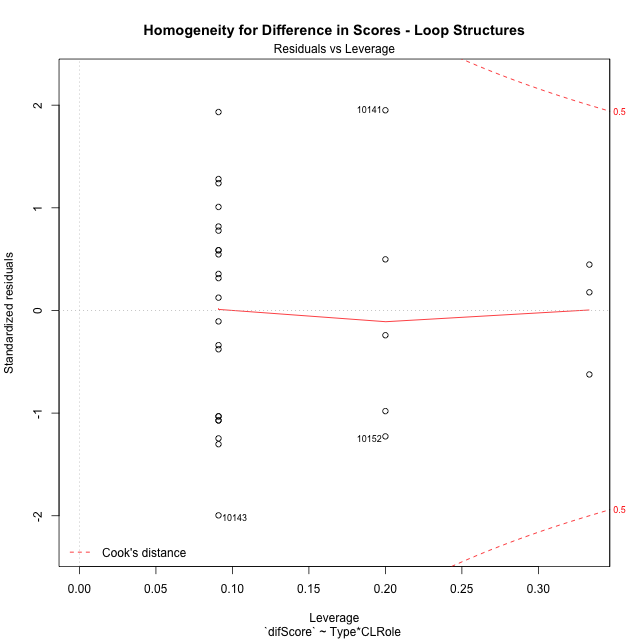 Homogeneity for Difference in Scores - Loop Structures
Residuals vs Leverage
Standardized residuals
2
1
0
-1
-2
10141
10152
10143
0.5
0.5
Cook's distance
0.00 0.05 0.10 0.15 0.20 0.25 0.30
Leverage
`difScore` ~ Type*CLRole